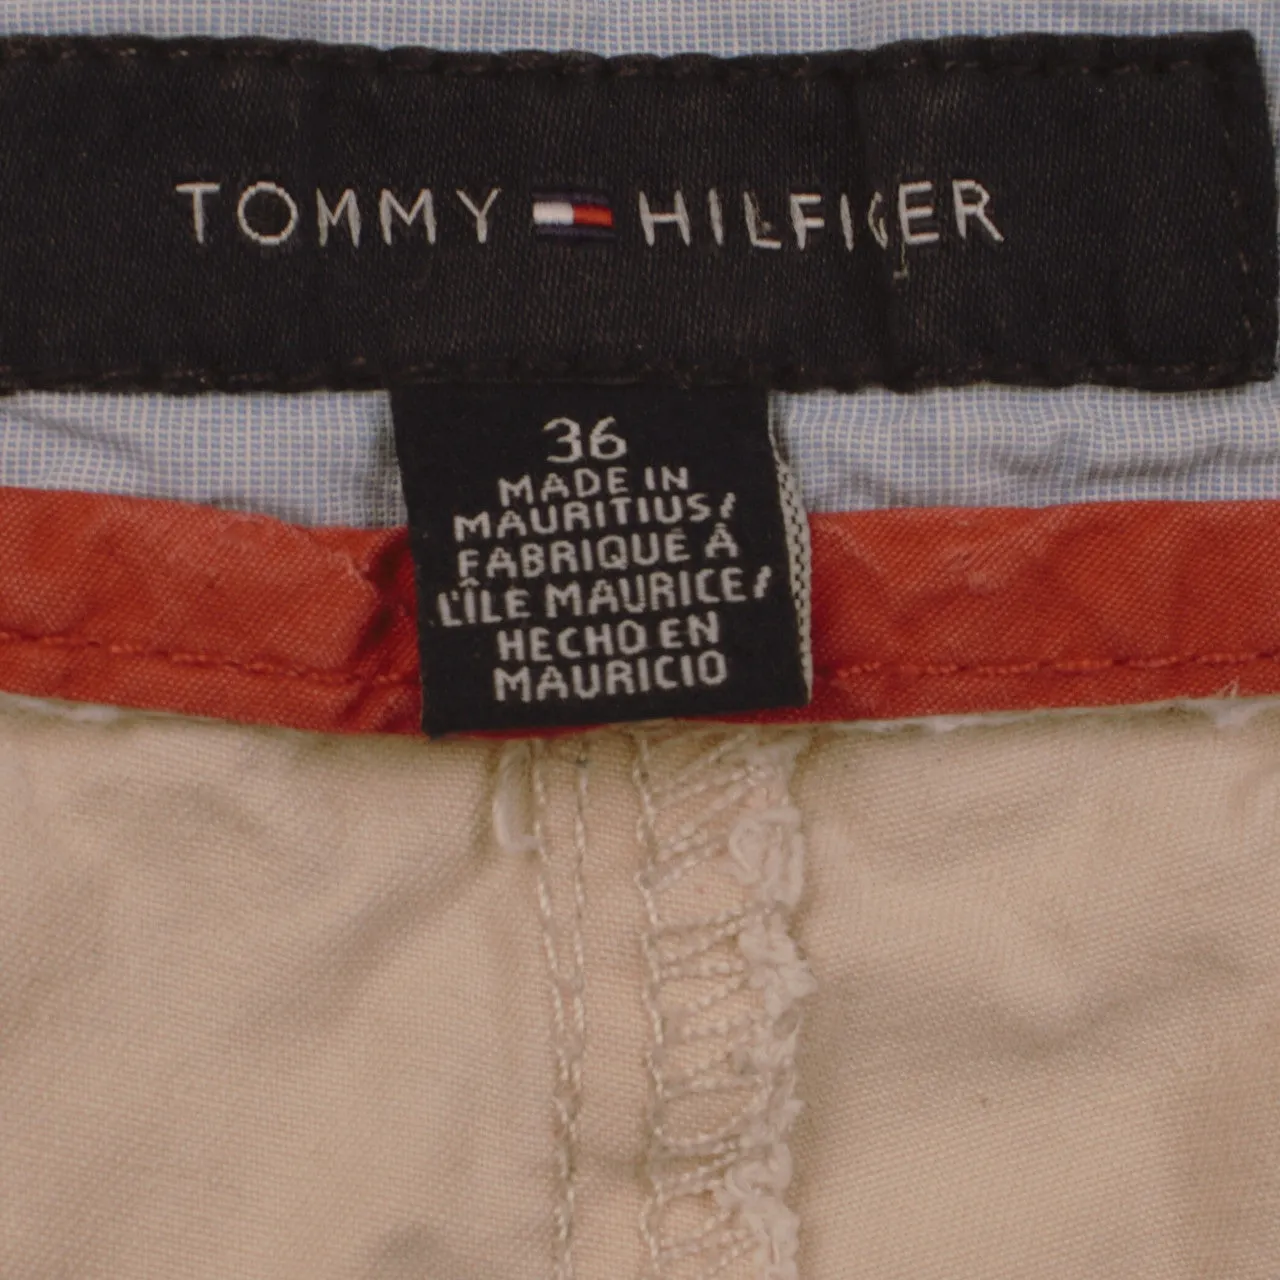 TOMMY HILFIGER
36
MADE IN
MAURITIUS/
FABRIQUÉ À
L'ÎLE MAURICE/
HECHO EN
MAURICIO